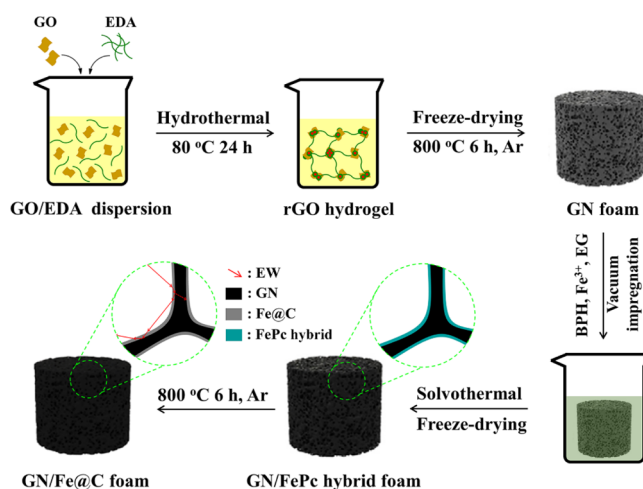 GO
EDA
Hydrothermal
80 °C 24 h
Freeze-drying
800 °C 6 h, Ar
GO/EDA dispersion
rGO hydrogel
GN foam
BPH, Fe³⁺, EG
Vacuum
impregnation
: EW
: GN
: Fe@C
: FePc hybrid
800 °C 6 h, Ar
Solvothermal
Freeze-drying
GN/Fe@C foam
GN/FePc hybrid foam